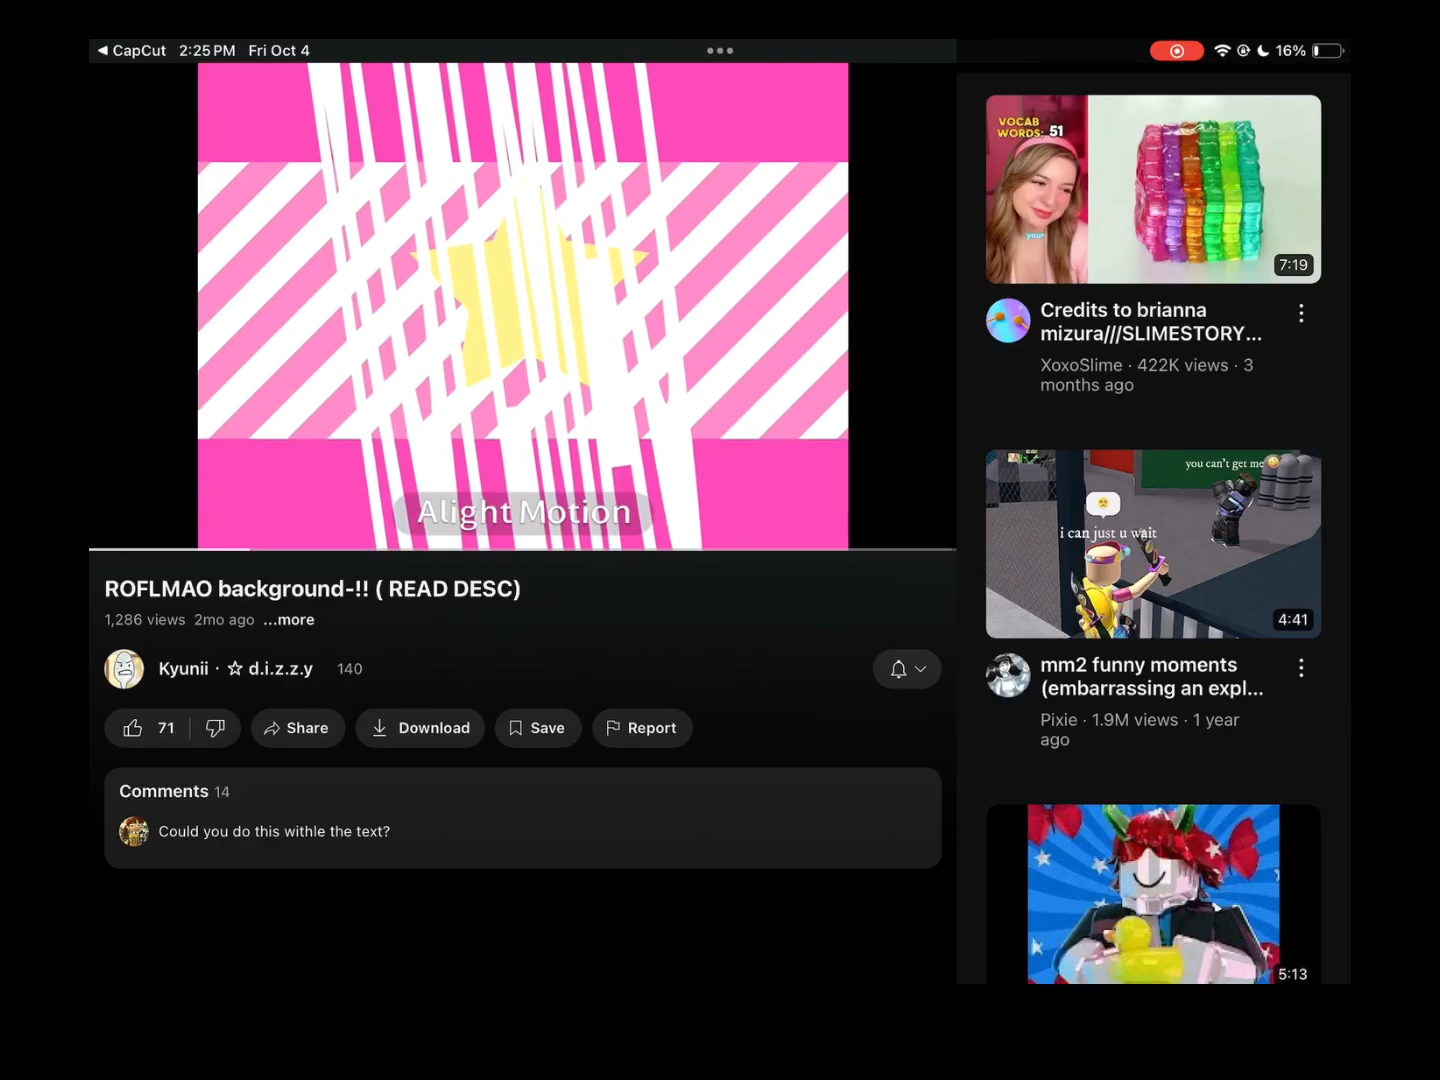 ◀ CapCut 2:25 PM Fri Oct 4
16%
Alight Motion
ROFLMAO background-!! ( READ DESC)
1,286 views 2mo ago ...more
Kyunii · ☆ d.i.z.z.y 140
71 Share Download Save Report
Comments 14
Could you do this withle the text?
VOCAB
WORDS: 51
your
7:19
Credits to brianna
mizura///SLIMESTORY...
XoxoSlime · 422K views · 3
months ago
you can't get me
i can just u wait
4:41
mm2 funny moments
(embarrassing an expl...
Pixie · 1.9M views · 1 year
ago
5:13